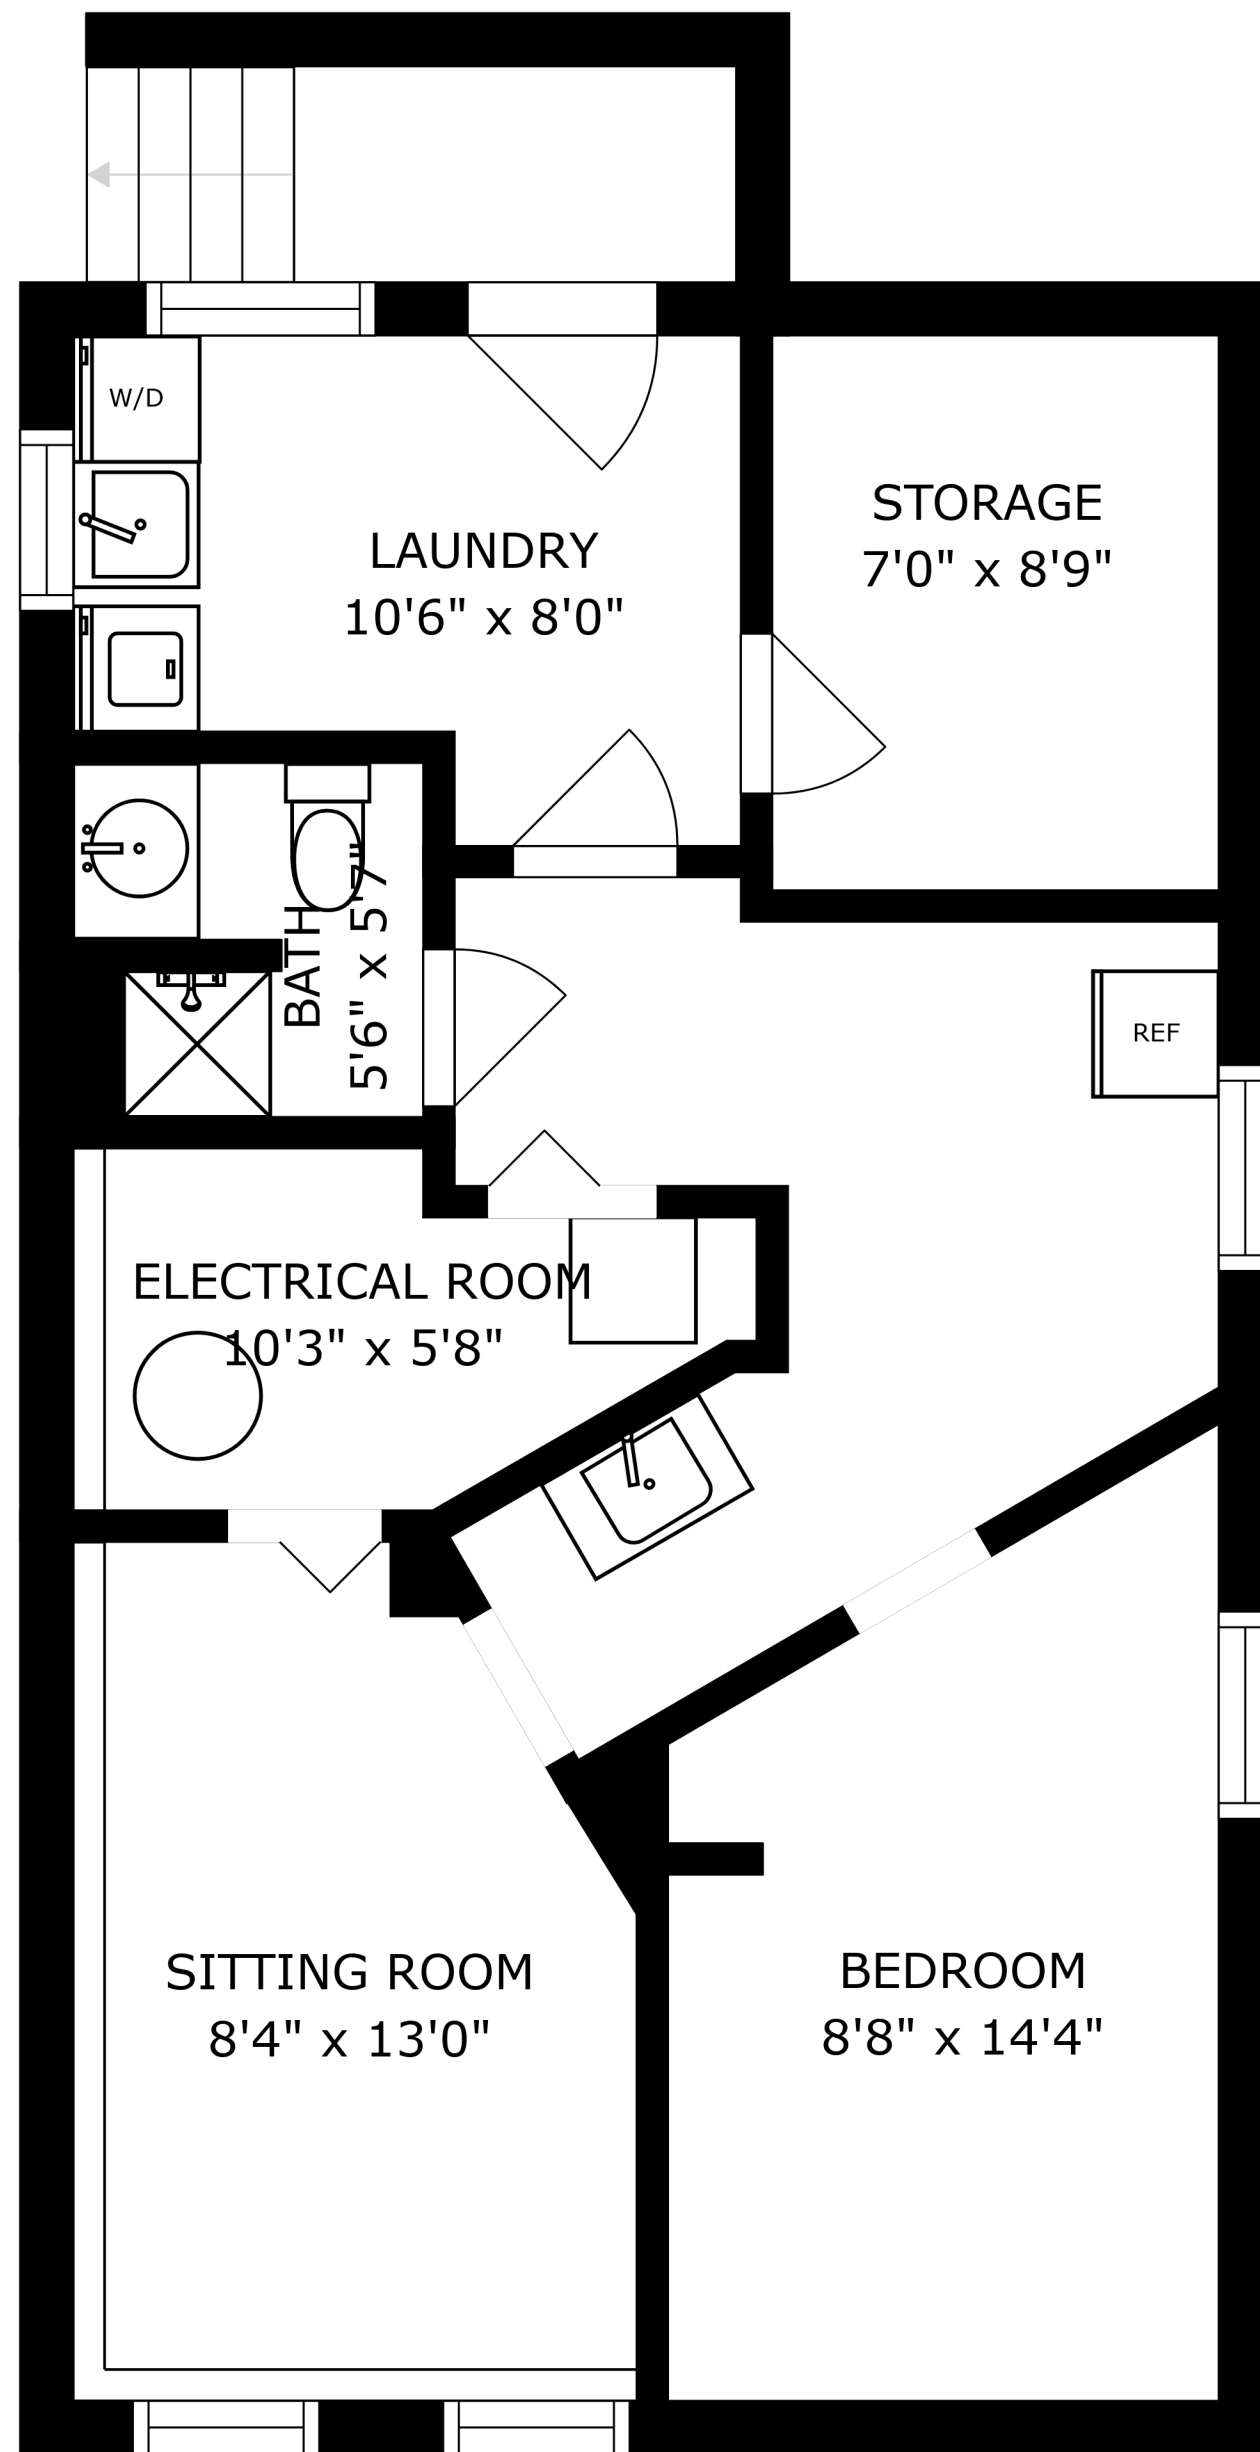 W/D
STORAGE
7'0" x 8'9"
LAUNDRY
10'6" x 8'0"
BATH
5'6" x 5'7"
REF
ELECTRICAL ROOM
10'3" x 5'8"
SITTING ROOM
8'4" x 13'0"
BEDROOM
8'8" x 14'4"